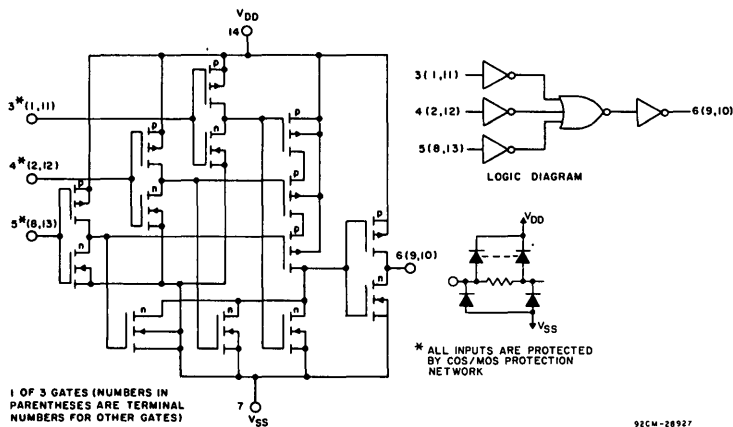 VDD
14
3*(1,11)
4*(2,12)
5*(8,13)
p
p
p
p
p
p
p
n
n
n
n
n
n
n
6(9,10)
7
VSS
1 OF 3 GATES (NUMBERS IN
PARENTHESES ARE TERMINAL
NUMBERS FOR OTHER GATES)
3(1,11)
4(2,12)
5(8,13)
6(9,10)
LOGIC DIAGRAM
VDD
VSS
* ALL INPUTS ARE PROTECTED
BY COS/MOS PROTECTION
NETWORK
92CM-28927